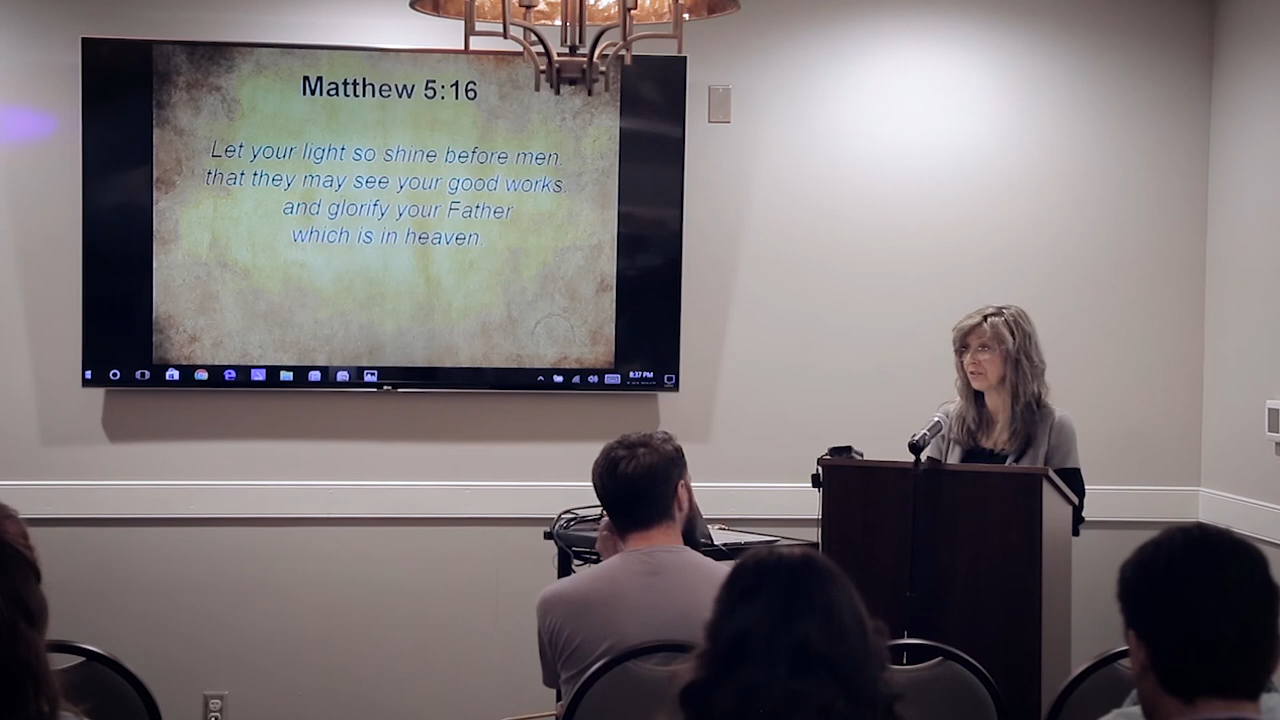 Matthew 5:16
Let your light so shine before men,
that they may see your good works,
and glorify your Father
which is in heaven.
8:37 PM